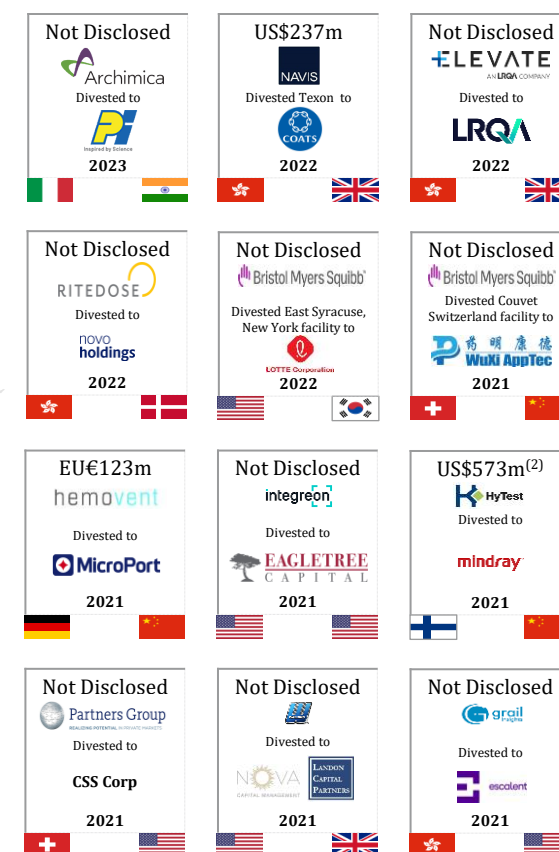 Not Disclosed
Archimica
Divested to
Pi
Inspired by Science
2023
US$237m
NAVIS
Divested Texon to
COATS
2022
Not Disclosed
ELEVATE
AN LRQA COMPANY
Divested to
LRQA
2022
Not Disclosed
RITEDOSE
Divested to
novo
holdings
2022
Not Disclosed
Bristol Myers Squibb
Divested East Syracuse,
New York facility to
LOTTE Corporation
2022
Not Disclosed
Bristol Myers Squibb
Divested Couvet
Switzerland facility to
药明康德
WuXi AppTec
2021
EU€123m
hemovent
Divested to
MicroPort
2021
Not Disclosed
integreon
Divested to
EAGLETREE
CAPITAL
2021
US$573m(2)
HyTest
Divested to
mindray
2021
Not Disclosed
Partners Group
REALIZING POTENTIAL IN PRIVATE MARKETS
Divested to
CSS Corp
2021
Not Disclosed
Divested to
NOVA
CAPITAL MANAGEMENT
LANDON
CAPITAL
PARTNERS
2021
Not Disclosed
grail
insights
Divested to
escalent
2021